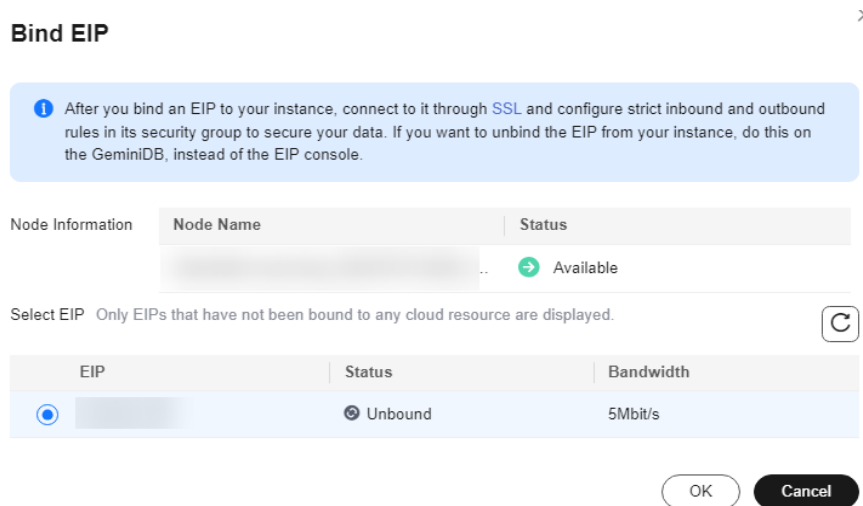 Bind EIP
After you bind an EIP to your instance, connect to it through SSL and configure strict inbound and outbound
rules in its security group to secure your data. If you want to unbind the EIP from your instance, do this on
the GeminiDB, instead of the EIP console.
Node Information Node Name Status
.. Available
Select EIP Only EIPs that have not been bound to any cloud resource are displayed.
EIP Status Bandwidth
Unbound 5Mbit/s
OK Cancel